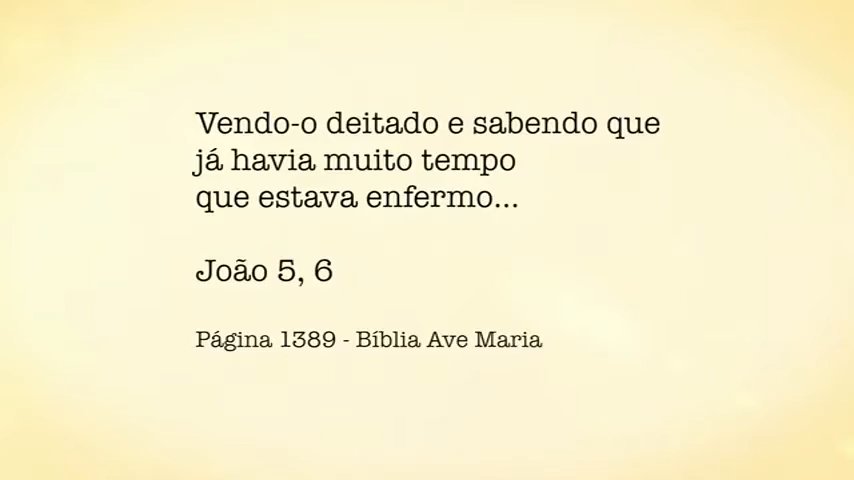 Vendo-o deitado e sabendo que
já havia muito tempo
que estava enfermo...
João 5, 6
Página 1389 - Bíblia Ave Maria